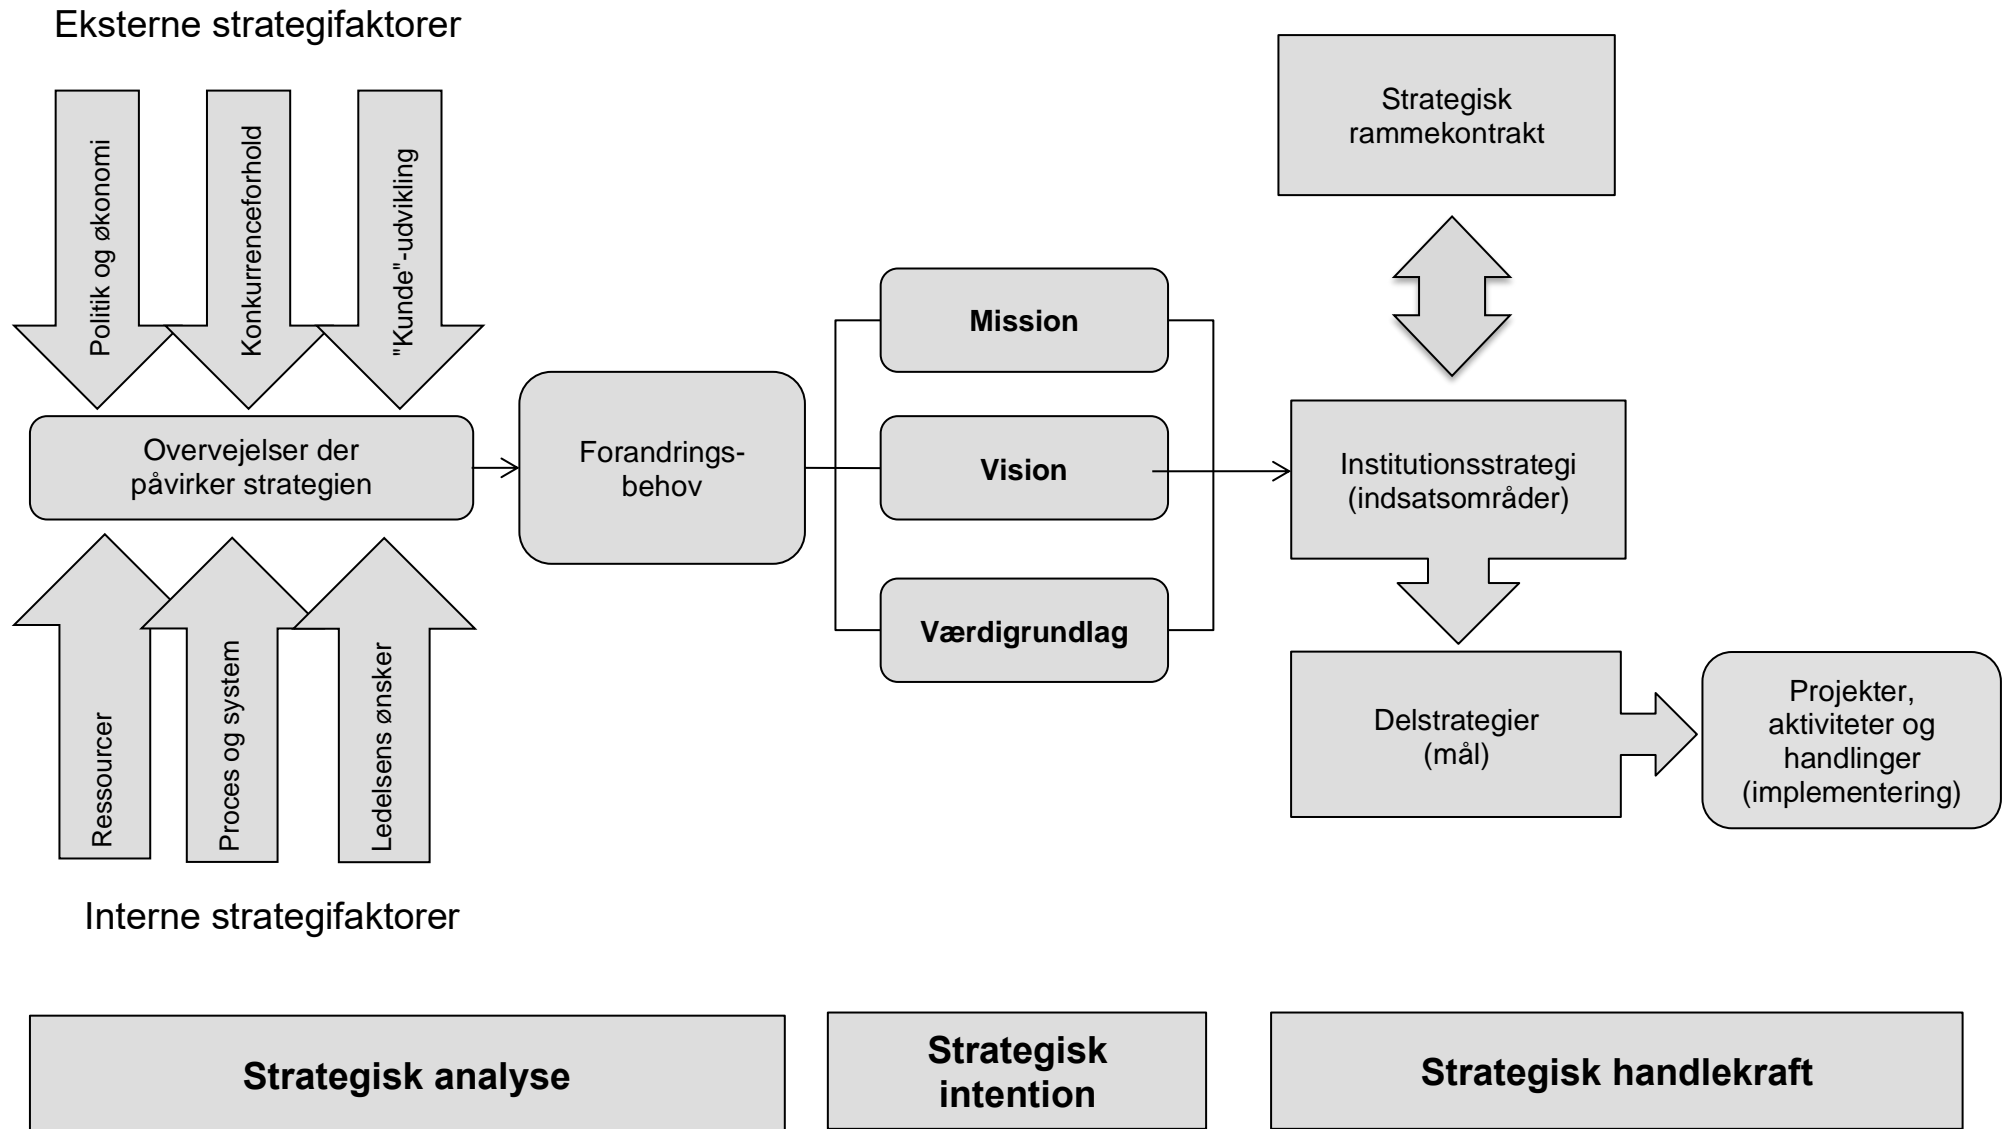 Eksterne strategifaktorer
Politik og økonomi
Konkurrenceforhold
"Kunde"-udvikling
Overvejelser der
påvirker strategien
Ressourcer
Proces og system
Ledelsens ønsker
Interne strategifaktorer
Forandrings-
behov
Mission
Vision
Værdigrundlag
Strategisk
rammekontrakt
Institutionsstrategi
(indsatsområder)
Delstrategier
(mål)
Projekter,
aktiviteter og
handlinger
(implementering)
Strategisk analyse
Strategisk
intention
Strategisk handlekraft